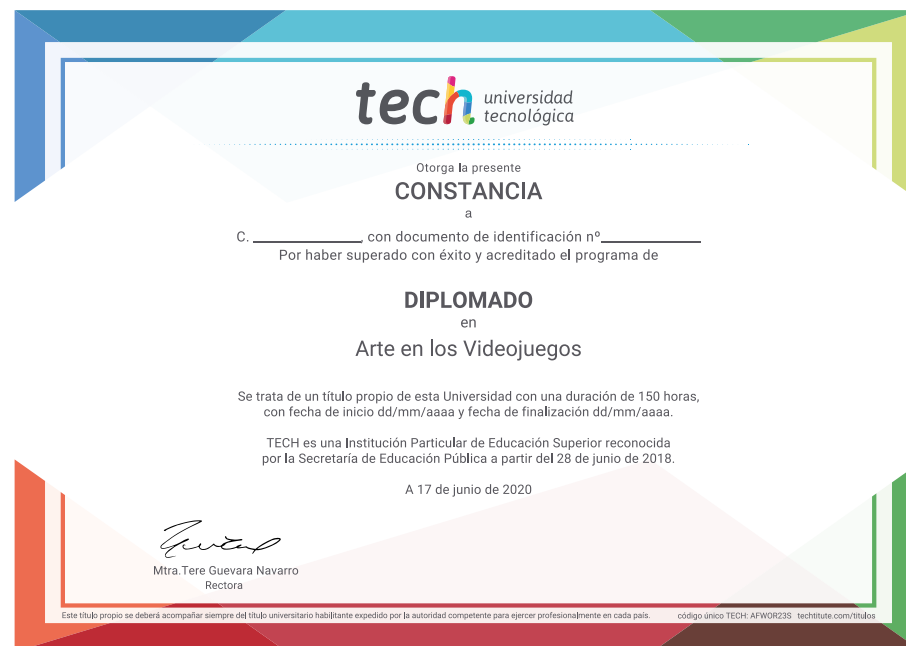 tech universidad
tecnológica
Otorga la presente
CONSTANCIA
a
C. ______________, con documento de identificación nº_____________
Por haber superado con éxito y acreditado el programa de
DIPLOMADO
en
Arte en los Videojuegos
Se trata de un título propio de esta Universidad con una duración de 150 horas,
con fecha de inicio dd/mm/aaaa y fecha de finalización dd/mm/aaaa.
TECH es una Institución Particular de Educación Superior reconocida
por la Secretaría de Educación Pública a partir del 28 de junio de 2018.
A 17 de junio de 2020
Mtra.Tere Guevara Navarro
Rectora
Este título propio se deberá acompañar siempre del título universitario habilitante expedido por la autoridad competente para ejercer profesionalmente en cada país. código único TECH: AFWOR23S techtitute.com/titulos